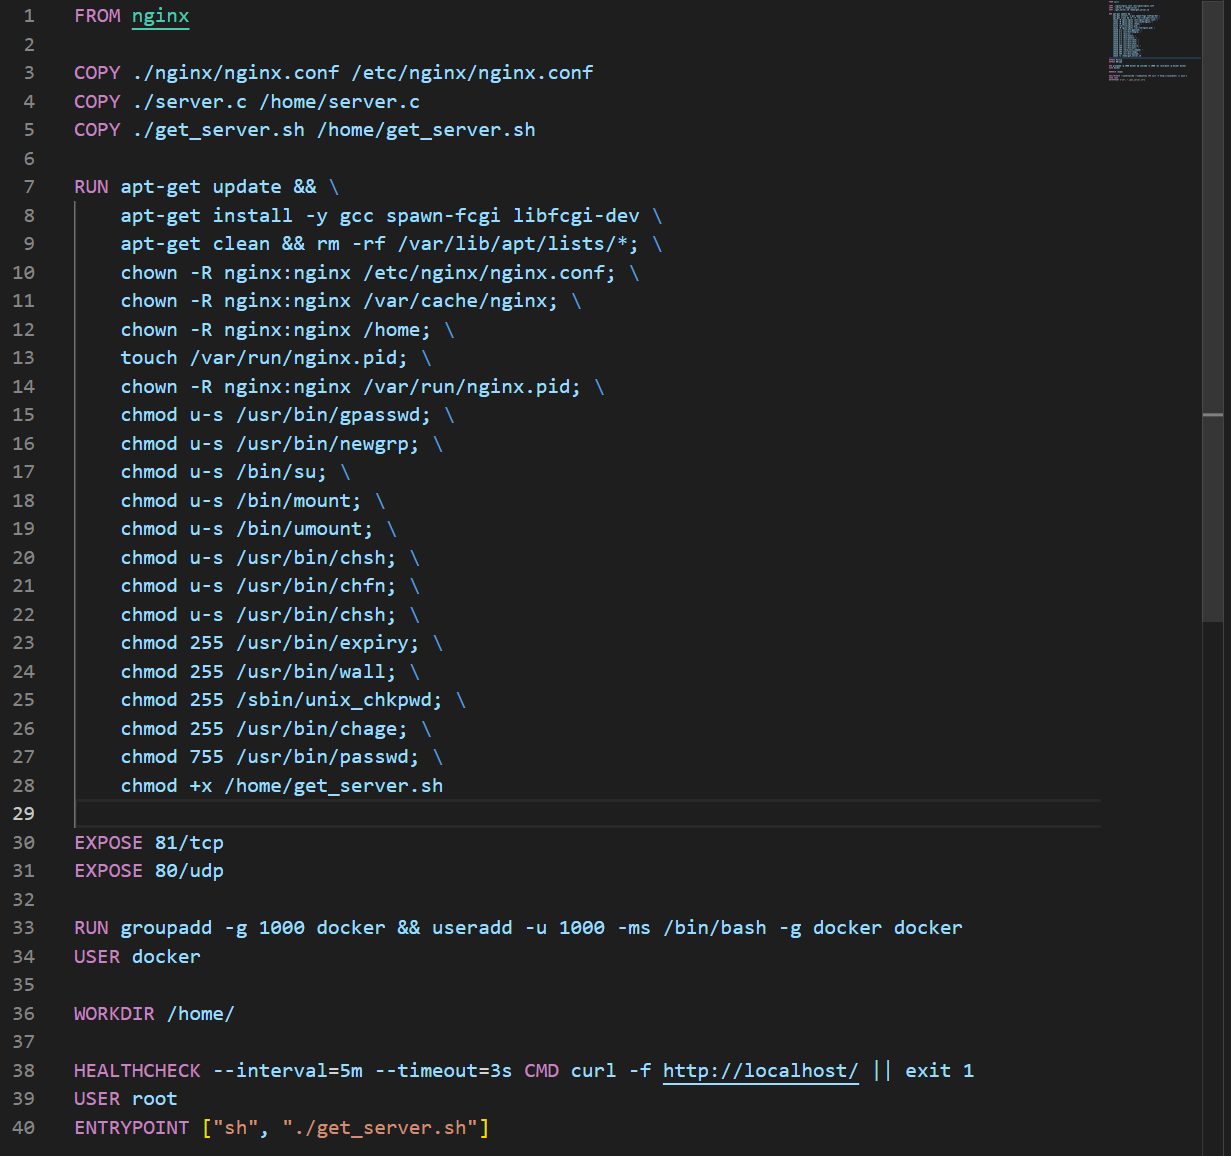 1 FROM nginx
2
3 COPY ./nginx/nginx.conf /etc/nginx/nginx.conf
4 COPY ./server.c /home/server.c
5 COPY ./get_server.sh /home/get_server.sh
6
7 RUN apt-get update && \
8 apt-get install -y gcc spawn-fcgi libfcgi-dev \
9 apt-get clean && rm -rf /var/lib/apt/lists/*; \
10 chown -R nginx:nginx /etc/nginx/nginx.conf; \
11 chown -R nginx:nginx /var/cache/nginx; \
12 chown -R nginx:nginx /home; \
13 touch /var/run/nginx.pid; \
14 chown -R nginx:nginx /var/run/nginx.pid; \
15 chmod u-s /usr/bin/gpasswd; \
16 chmod u-s /usr/bin/newgrp; \
17 chmod u-s /bin/su; \
18 chmod u-s /bin/mount; \
19 chmod u-s /bin/umount; \
20 chmod u-s /usr/bin/chsh; \
21 chmod u-s /usr/bin/chfn; \
22 chmod u-s /usr/bin/chsh; \
23 chmod 255 /usr/bin/expiry; \
24 chmod 255 /usr/bin/wall; \
25 chmod 255 /sbin/unix_chkpwd; \
26 chmod 255 /usr/bin/chage; \
27 chmod 755 /usr/bin/passwd; \
28 chmod +x /home/get_server.sh
29
30 EXPOSE 81/tcp
31 EXPOSE 80/udp
32
33 RUN groupadd -g 1000 docker && useradd -u 1000 -ms /bin/bash -g docker docker
34 USER docker
35
36 WORKDIR /home/
37
38 HEALTHCHECK --interval=5m --timeout=3s CMD curl -f http://localhost/ || exit 1
39 USER root
40 ENTRYPOINT ["sh", "./get_server.sh"]